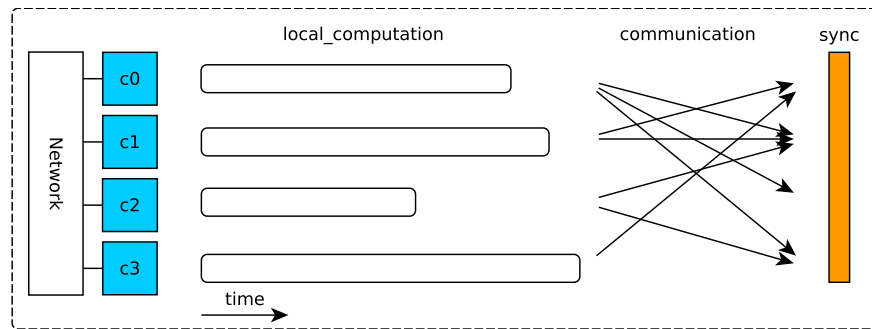 local_computation
communication
sync
Network
c0
c1
c2
c3
time